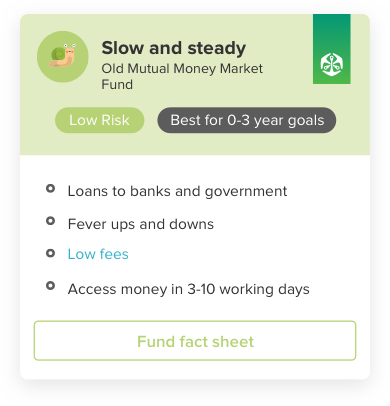 Slow and steady
Old Mutual Money Market
Fund
Low Risk
Best for 0-3 year goals
Loans to banks and government
Fever ups and downs
Low fees
Access money in 3-10 working days
Fund fact sheet